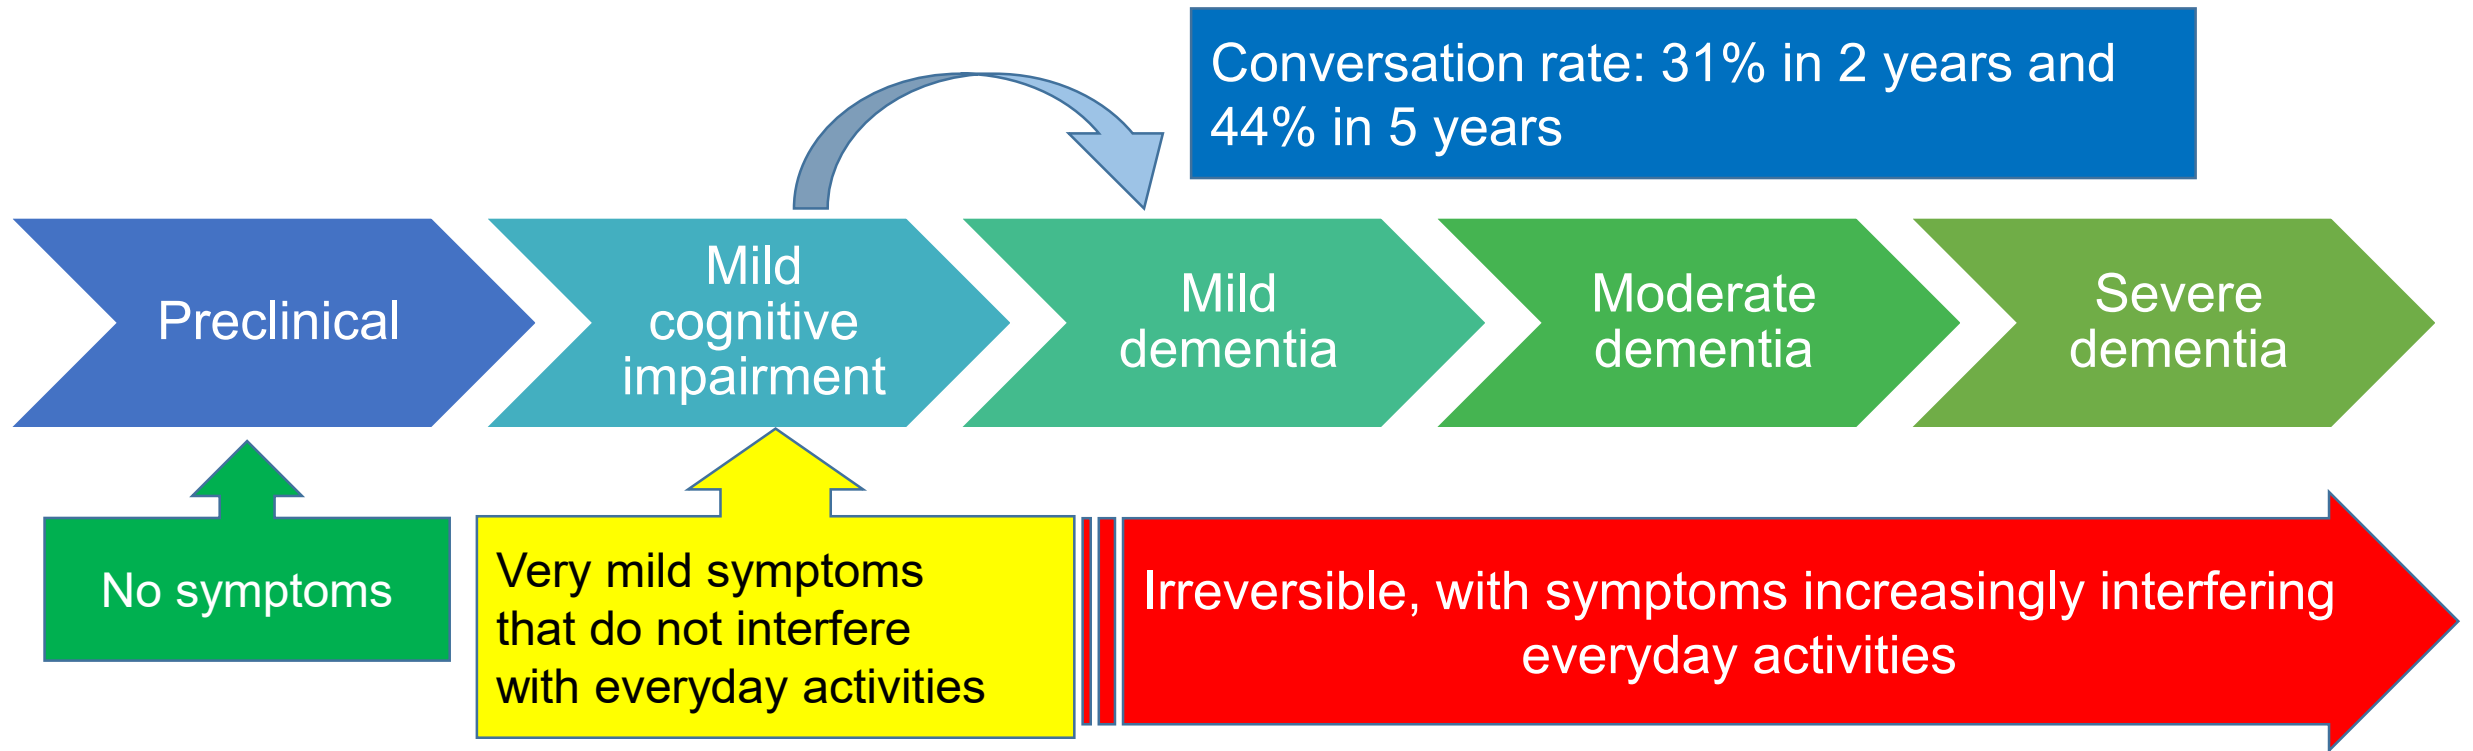 Conversation rate: 31% in 2 years and
44% in 5 years
Preclinical
Mild
cognitive
impairment
Mild
dementia
Moderate
dementia
Severe
dementia
No symptoms
Very mild symptoms
that do not interfere
with everyday activities
Irreversible, with symptoms increasingly interfering
everyday activities